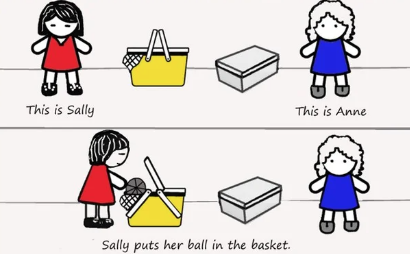 This is Sally
This is Anne
Sally puts her ball in the basket.